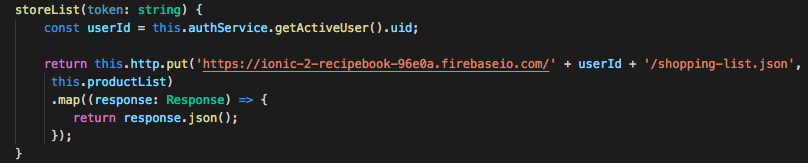 storeList(token: string) {
const userId = this.authService.getActiveUser().uid;
return this.http.put('https://ionic-2-recipebook-96e0a.firebaseio.com/' + userId + '/shopping-list.json',
this.productList)
.map((response: Response) => {
return response.json();
});
}